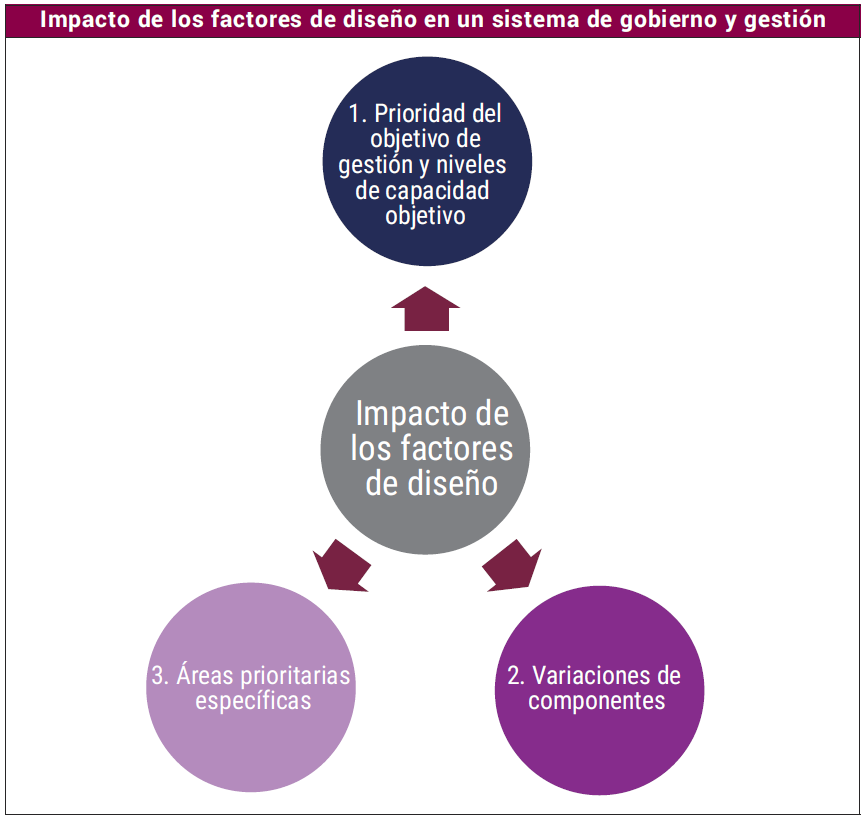 Impacto de los factores de diseño en un sistema de gobierno y gestión
1. Prioridad del
objetivo de
gestión y niveles
de capacidad
objetivo
Impacto de
los factores
de diseño
3. Áreas prioritarias
específicas
2. Variaciones de
componentes